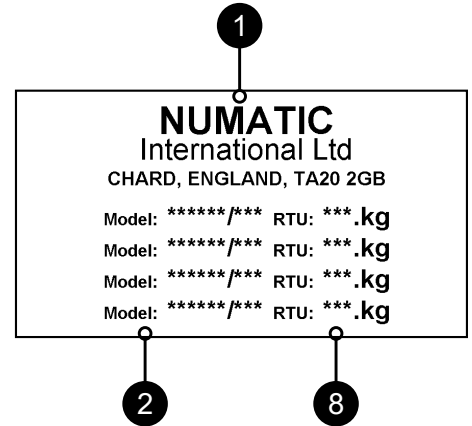 1
NUMATIC
International Ltd
CHARD, ENGLAND, TA20 2GB
Model: ******/*** RTU: ***.kg
Model: ******/*** RTU: ***.kg
Model: ******/*** RTU: ***.kg
Model: ******/*** RTU: ***.kg
2 8